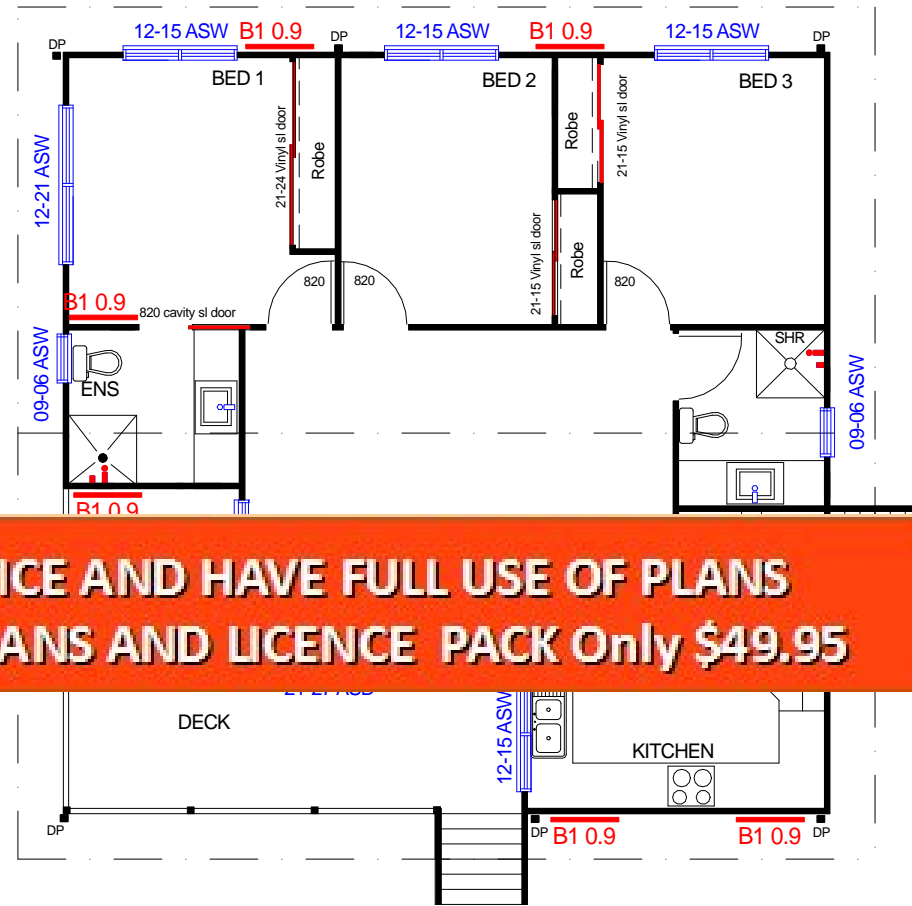 12-15 ASW B1 0.9 12-15 ASW B1 0.9 12-15 ASW
DP DP DP
BED 1 BED 2 BED 3
12-21 ASW
21-24 Vinyl sl door
Robe
Robe
21-15 Vinyl sl door
21-15 Vinyl sl door
Robe
820 820 820
B1 0.9
820 cavity sl door
09-06 ASW
ENS
SHR
09-06 ASW
B1 0.9
ICE AND HAVE FULL USE OF PLANS
ANS AND LICENCE PACK Only $49.95
DECK
12-15 ASW
KITCHEN
DP DP B1 0.9 B1 0.9 DP